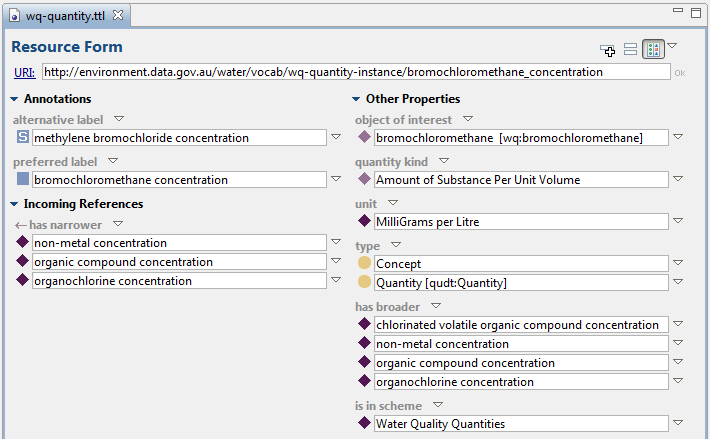 wq-quantity.ttl
Resource Form
URI: http://environment.data.gov.au/water/vocab/wq-quantity-instance/bromochloromethane_concentration OK
Annotations
alternative label
S methylene bromochloride concentration
preferred label
bromochloromethane concentration
Incoming References
←has narrower
non-metal concentration
organic compound concentration
organochlorine concentration
Other Properties
object of interest
bromochloromethane [wq:bromochloromethane]
quantity kind
Amount of Substance Per Unit Volume
unit
MilliGrams per Litre
type
Concept
Quantity [qudt:Quantity]
has broader
chlorinated volatile organic compound concentration
non-metal concentration
organic compound concentration
organochlorine concentration
is in scheme
Water Quality Quantities